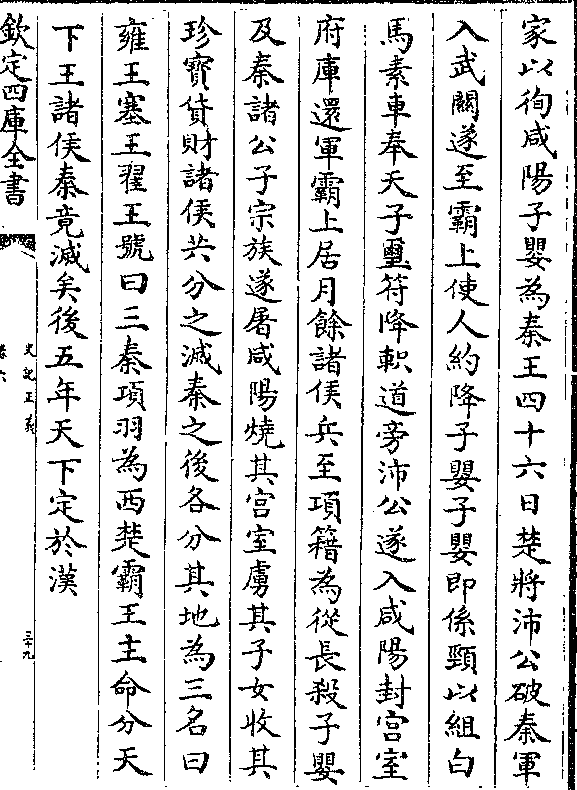 家以徇咸陽子嬰為秦王四十六日楚將沛公破秦軍
入武關遂至霸上使人約降子嬰子嬰即係頸以組白
馬素車奉天子璽符降軹道旁沛公遂入咸陽封宫室
府庫還軍霸上居月餘諸侯兵至項籍為從長殺子嬰
及秦諸公子宗族遂屠咸陽燒其宫室虜其子女收其
珍寳貨財諸侯共分之滅秦之後各分其地為三名曰
雍王塞王翟王號曰三秦項羽為西楚霸王主命分天
下王諸侯秦竟滅矣後五年天下定於漢
欽定四庫全書
史記正義
卷六
三十九